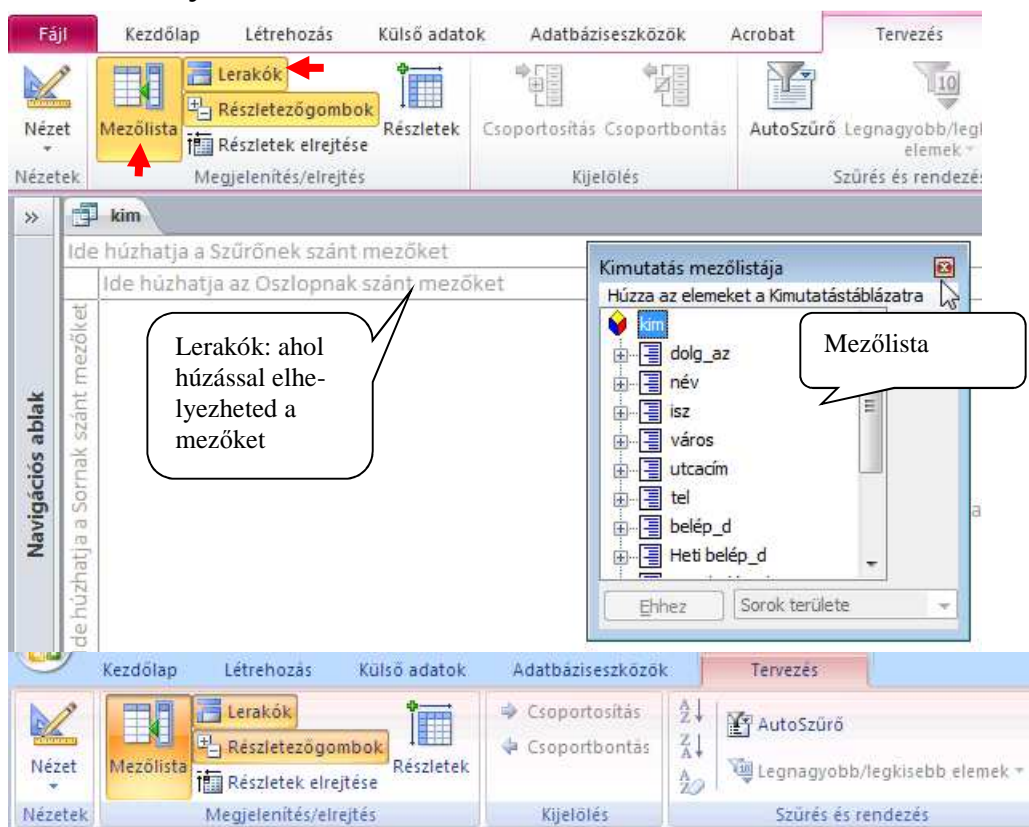 Fájl Kezdőlap Létrehozás Külső adatok Adatbáziseszközök Acrobat Tervezés
Nézet
Mezőlista
Lerakók
Részletezőgombok
Részletek elrejtése
Részletek
Csoportosítás Csoportbontás
AutoSzűrő
Legnagyobb/leg
elemek
Nézetek Megjelenítés/elrejtés Kijelölés Szűrés és rendezé
kim
Navigációs ablak
Ide húzhatja a Szűrőnek szánt mezőket
Ide húzhatja az Oszlopnak szánt mezőket
de húzhatja a Sornak szánt mezőket
Lerakók: ahol
húzással elhe-
lyezheted a
mezőket
Kimutatás mezőlistája
Húzza az elemeket a Kimutatástáblázatra
kim
dolg_az
név
isz
város
utcacím
tel
belép_d
Heti belép_d
Ehhez Sorok területe
Mezőlista
a
Kezdőlap Létrehozás Külső adatok Adatbáziseszközök Tervezés
Nézet
Mezőlista
Lerakók
Részletezőgombok
Részletek elrejtése
Részletek
Csoportosítás
Csoportbontás
AutoSzűrő
Legnagyobb/legkisebb elemek
Nézetek Megjelenítés/elrejtés Kijelölés Szűrés és rendezés